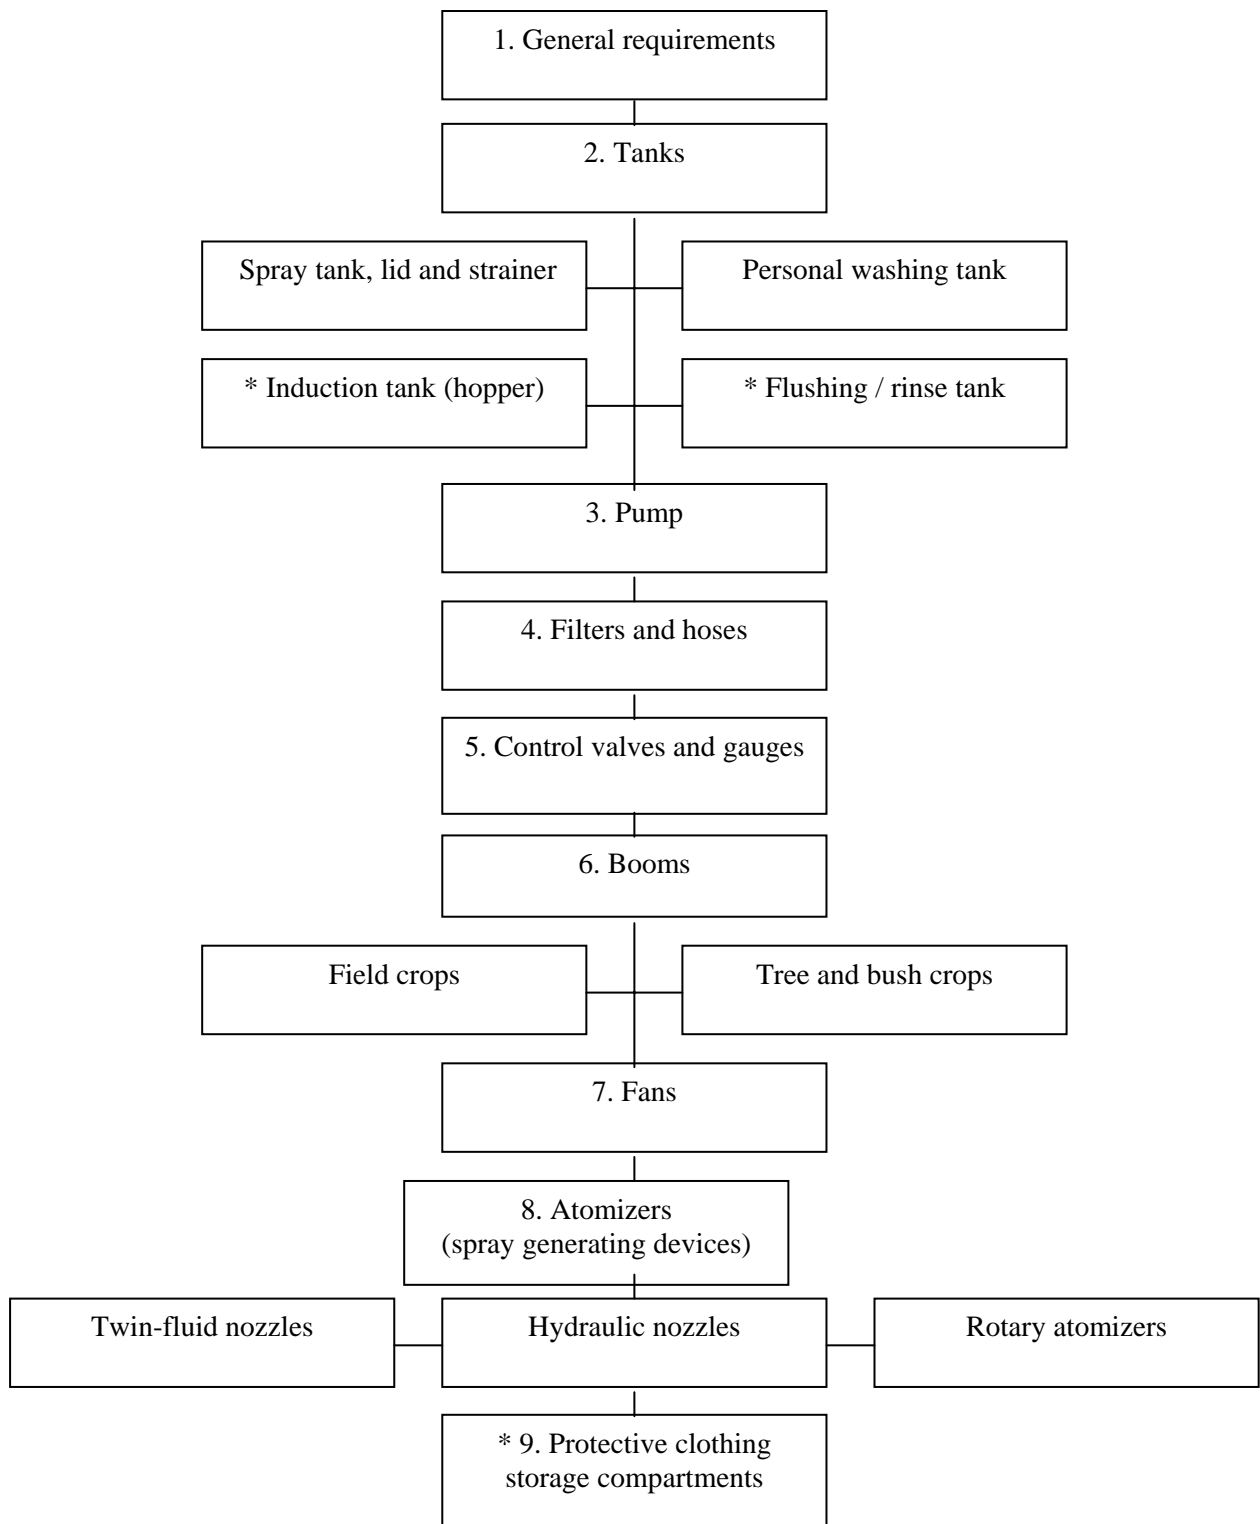 1. General requirements
2. Tanks
Spray tank, lid and strainer
Personal washing tank
* Induction tank (hopper)
* Flushing / rinse tank
3. Pump
4. Filters and hoses
5. Control valves and gauges
6. Booms
Field crops
Tree and bush crops
7. Fans
8. Atomizers
(spray generating devices)
Twin-fluid nozzles
Hydraulic nozzles
Rotary atomizers
* 9. Protective clothing
storage compartments